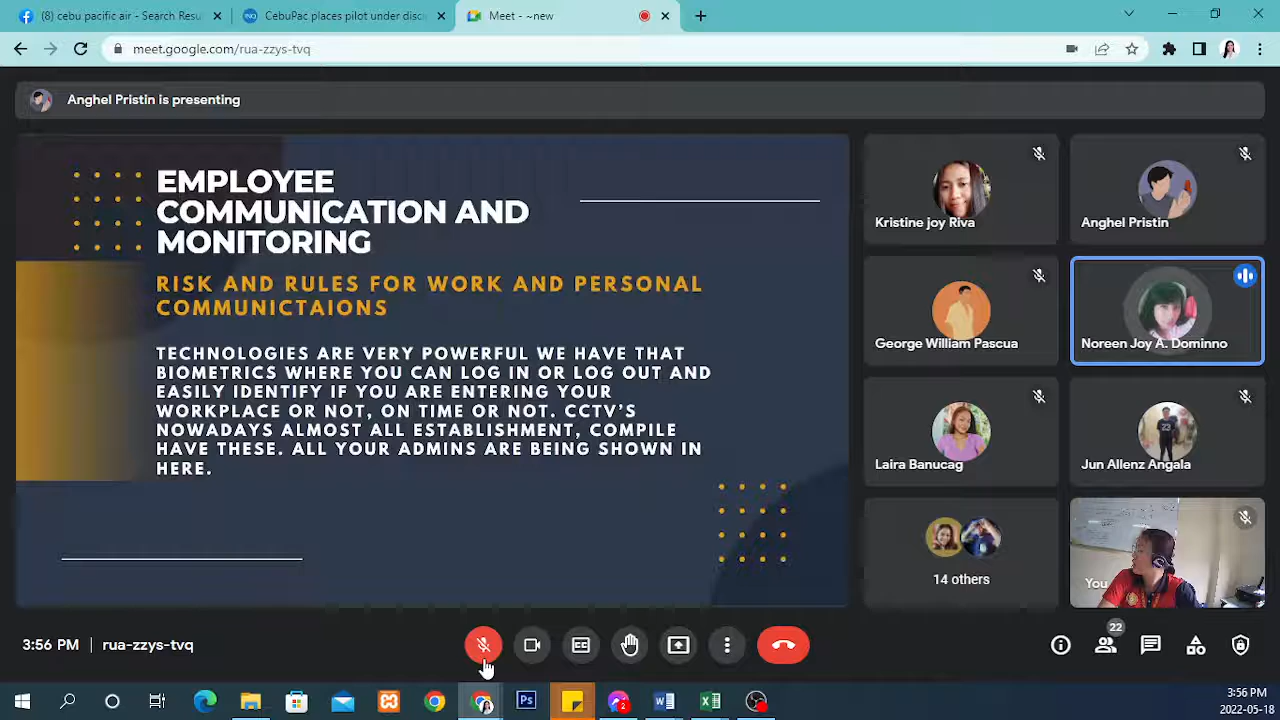 (8) cebu pacific air - Search Resu
CebuPac places pilot under disc
Meet - ~new
meet.google.com/rua-zzys-tvq
Anghel Pristin is presenting
EMPLOYEE
COMMUNICATION AND
MONITORING
RISK AND RULES FOR WORK AND PERSONAL
COMMUNICTAIONS
TECHNOLOGIES ARE VERY POWERFUL WE HAVE THAT
BIOMETRICS WHERE YOU CAN LOG IN OR LOG OUT AND
EASILY IDENTIFY IF YOU ARE ENTERING YOUR
WORKPLACE OR NOT, ON TIME OR NOT. CCTV'S
NOWADAYS ALMOST ALL ESTABLISHMENT, COMPILE
HAVE THESE. ALL YOUR ADMINS ARE BEING SHOWN IN
HERE.
Kristine joy Riva
Anghel Pristin
George William Pascua
Noreen Joy A. Dominno
Laira Banucag
Jun Allenz Angala
23
14 others
You
3:56 PM | rua-zzys-tvq
22
Ps
2
3:56 PM
2022-05-18